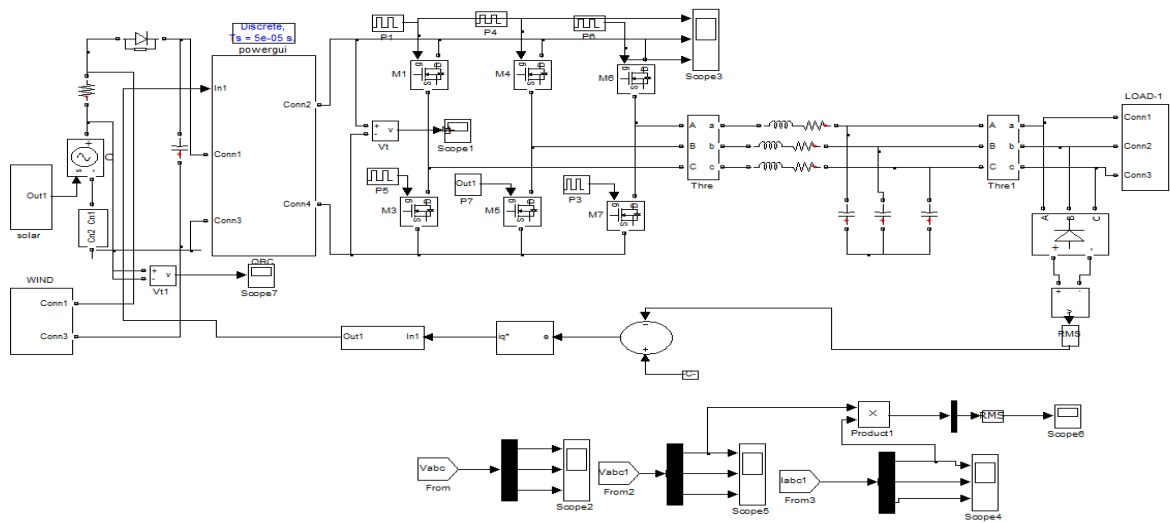 Discrete,
Ts = 5e-05 s.
powergui
P1
P4
P6
Scope3
In1
Conn2
Conn1
Conn3
Conn4
OBC
g
D
S
M1
g
D
S
M4
g
D
S
M6
+
-
v
Vt
Scope1
P5
M3
g
D
S
Out1
P7
M5
g
D
S
P3
M7
g
D
S
A
B
C
a
b
c
Thre
A
B
C
a
b
c
Thre1
LOAD-1
Conn1
Conn2
Conn3
A
B
C
+
-
+
-
v
RMS
Out1
solar
+
s
-
Cn2 Cn1
+
-
v
Vt1
Scope7
WIND
Conn1
Conn3
Out1
In1
iq*
e
−
+
C-
Vabc
From
Scope2
Vabc1
From2
Scope5
Iabc1
From3
Scope4
×
Product1
RMS
Scope6